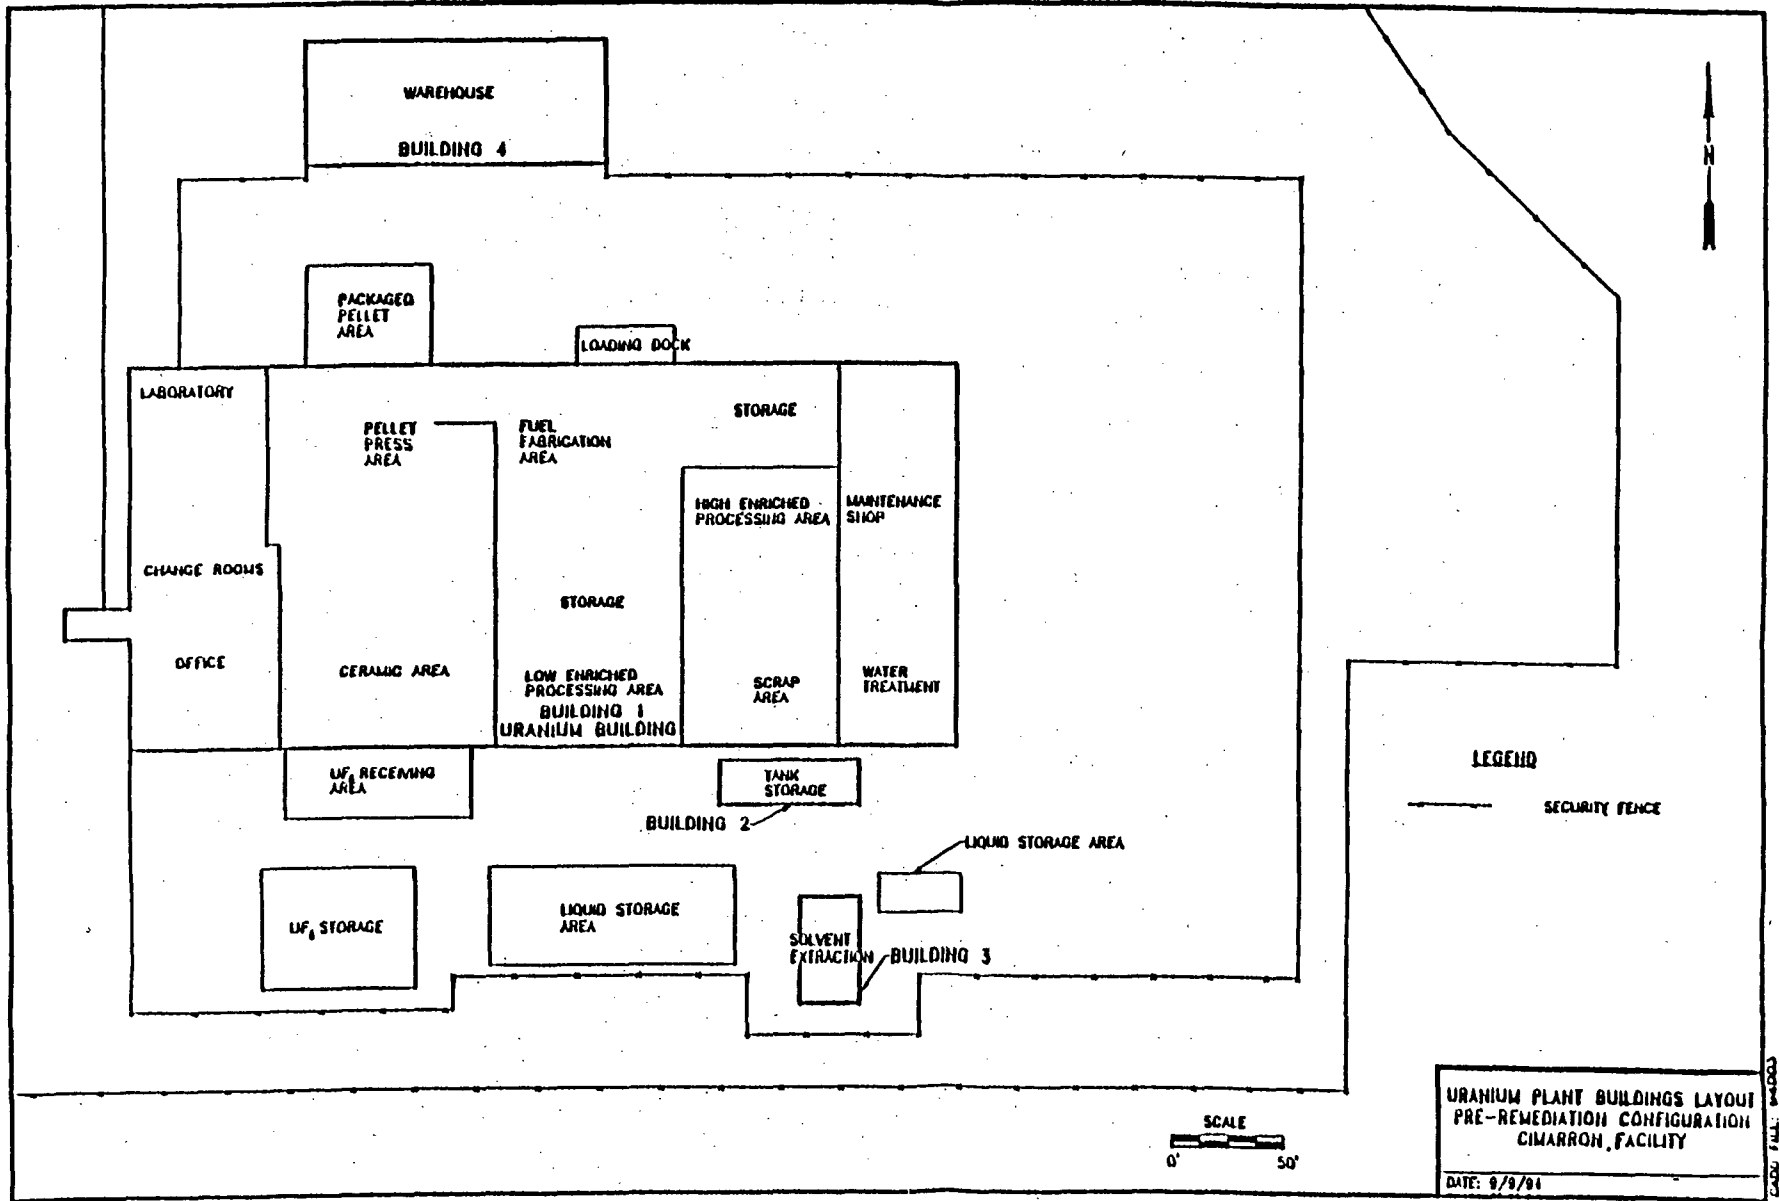 WAREHOUSE
BUILDING 4
N
PACKAGED
PELLET
AREA
LOADING DOCK
LABORATORY
PELLET
PRESS
AREA
FUEL
FABRICATION
AREA
STORAGE
HIGH ENRICHED
PROCESSING AREA
MAINTENANCE
SHOP
CHANGE ROOMS
STORAGE
OFFICE
CERAMIC AREA
LOW ENRICHED
PROCESSING AREA
BUILDING 1
URANIUM BUILDING
SCRAP
AREA
WATER
TREATMENT
UF6 RECEIVING
AREA
TANK
STORAGE
BUILDING 2
LEGEND
SECURITY FENCE
LIQUID STORAGE AREA
UF6 STORAGE
LIQUID STORAGE
AREA
SOLVENT
EXTRACTION
BUILDING 3
SCALE
0' 50'
URANIUM PLANT BUILDINGS LAYOUT
PRE-REMEDIATION CONFIGURATION
CIMARRON FACILITY
DATE: 9/9/94
CADD FILE: